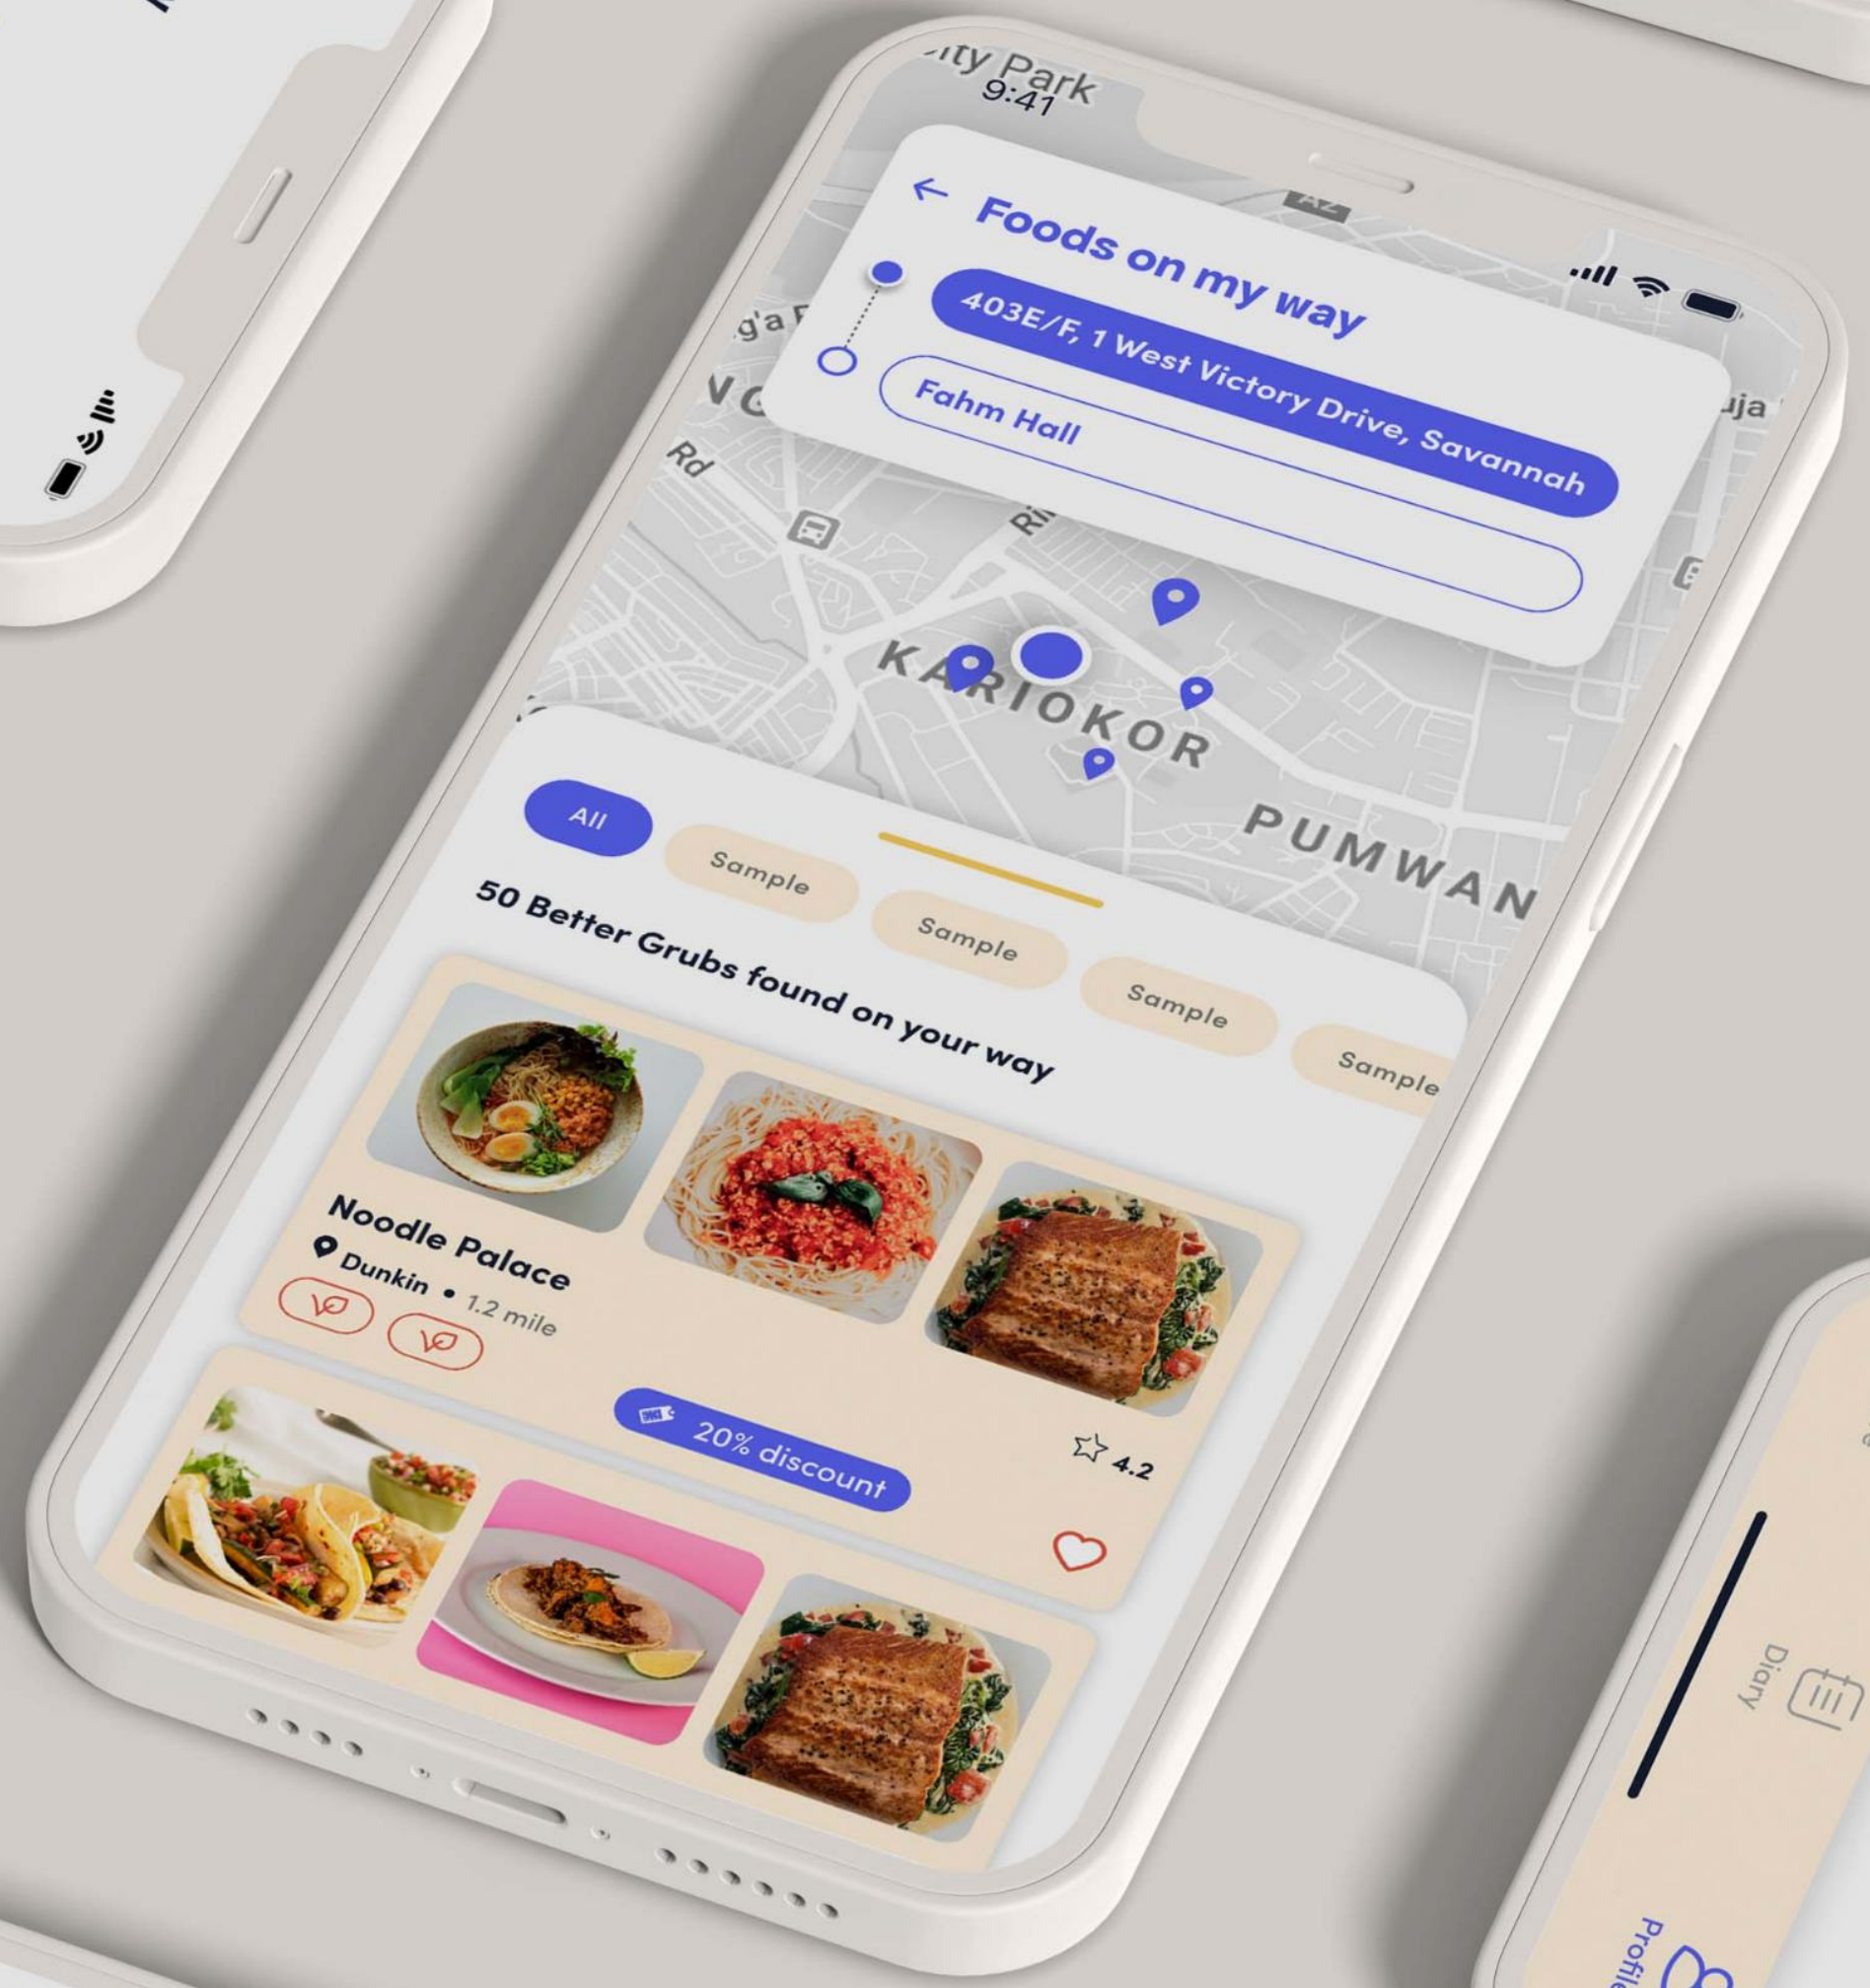 9:41
Foods on my way
403E/F, 1 West Victory Drive, Savannah
Fahm Hall
Rd
KARIOKOR
PUMWAN
All
Sample
Sample
Sample
Sample
50 Better Grubs found on your way
Noodle Palace
Dunkin • 1.2 mile
20% discount
4.2
Diary
Profile